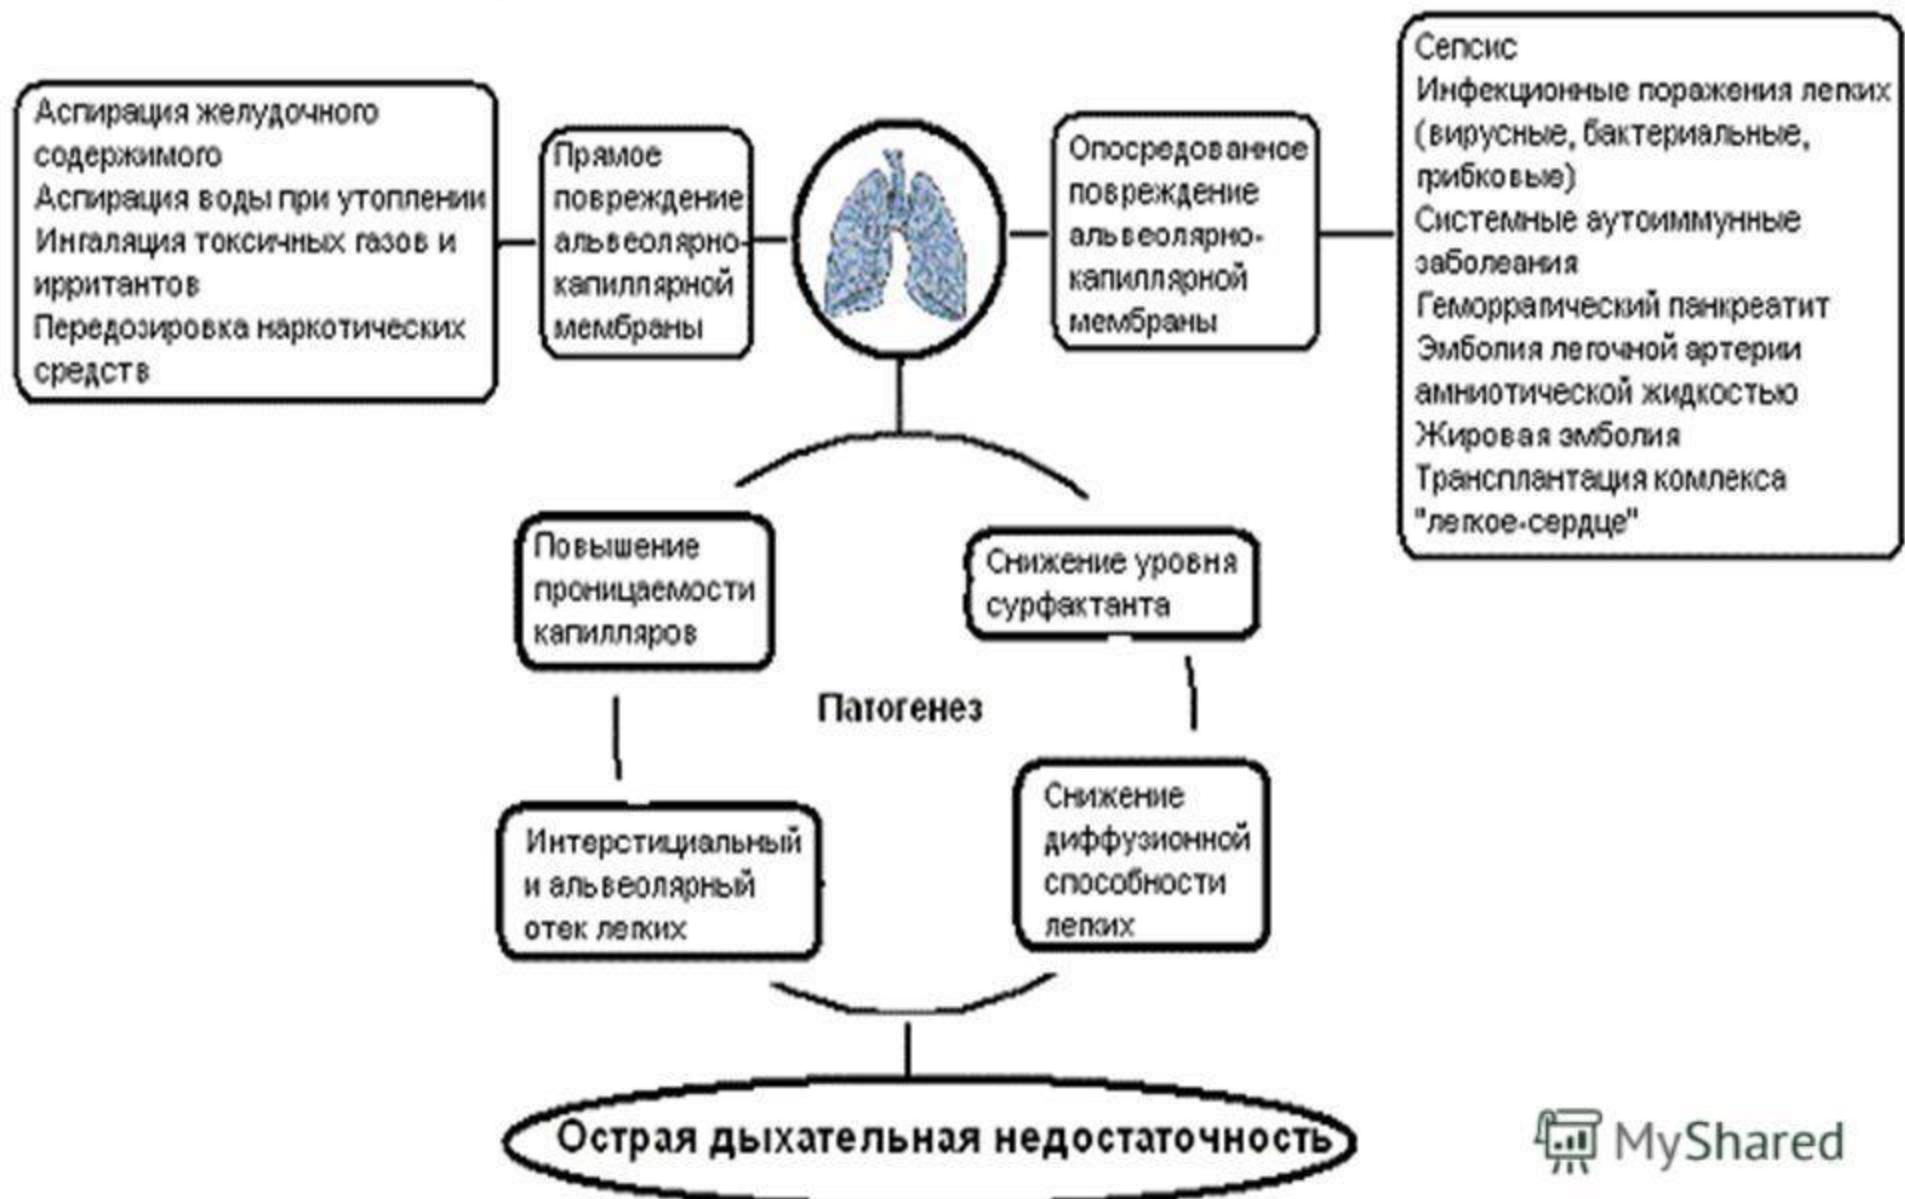 Аспирация желудочного
содержимого
Аспирация воды при утоплении
Ингаляция токсичных газов и
ирритантов
Передозировка наркотических
средств
Прямое
повреждение
альвеолярно-
капиллярной
мембраны
Опосредованное
повреждение
альвеолярно-
капиллярной
мембраны
Сепсис
Инфекционные поражения легких
(вирусные, бактериальные,
грибковые)
Системные аутоиммунные
заболеания
Геморрагический панкреатит
Эмболия легочной артерии
амниотической жидкостью
Жировая эмболия
Трансплантация комлекса
"легкое-сердце"
Повышение
проницаемости
капилляров
Снижение уровня
сурфактанта
Патогенез
Интерстициальный
и альвеолярный
отек легких
Снижение
диффузионной
способности
легких
Острая дыхательная недостаточность
MyShared